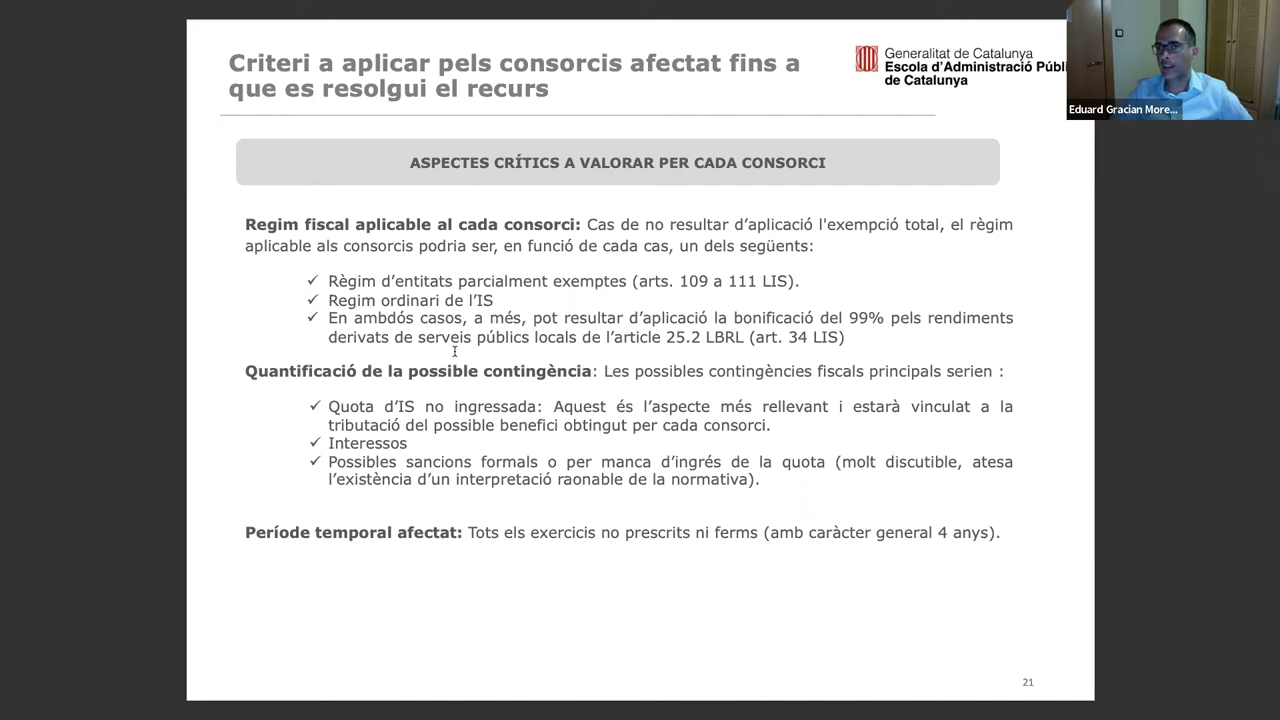 Criteri a aplicar pels consorcis afectat fins a
que es resolgui el recurs
Generalitat de Catalunya
Escola d'Administració Públi
de Catalunya
Eduard Gracian More...
ASPECTES CRÍTICS A VALORAR PER CADA CONSORCI
Regim fiscal aplicable al cada consorci: Cas de no resultar d’aplicació l'exempció total, el règim
aplicable als consorcis podria ser, en funció de cada cas, un dels següents:
✓ Règim d’entitats parcialment exemptes (arts. 109 a 111 LIS).
✓ Regim ordinari de l’IS
✓ En ambdós casos, a més, pot resultar d’aplicació la bonificació del 99% pels rendiments
derivats de serveis públics locals de l’article 25.2 LBRL (art. 34 LIS)
Quantificació de la possible contingència: Les possibles contingències fiscals principals serien :
✓ Quota d’IS no ingressada: Aquest és l’aspecte més rellevant i estarà vinculat a la
tributació del possible benefici obtingut per cada consorci.
✓ Interessos
✓ Possibles sancions formals o per manca d’ingrés de la quota (molt discutible, atesa
l’existència d’un interpretació raonable de la normativa).
Període temporal afectat: Tots els exercicis no prescrits ni ferms (amb caràcter general 4 anys).
21